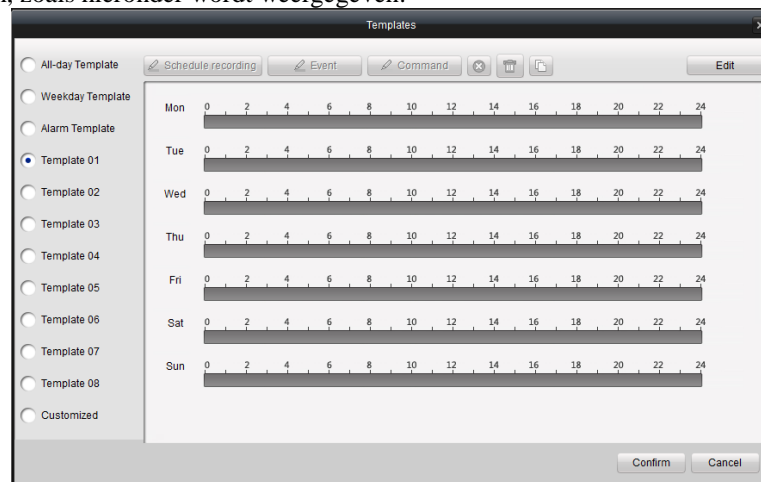 zoals hieronder wordt weergegeven:
Templates
All-day Template
Weekday Template
Alarm Template
Template 01
Template 02
Template 03
Template 04
Template 05
Template 06
Template 07
Template 08
Customized
Schedule recording Event Command Edit
Mon 0 2 4 6 8 10 12 14 16 18 20 22 24
Tue 0 2 4 6 8 10 12 14 16 18 20 22 24
Wed 0 2 4 6 8 10 12 14 16 18 20 22 24
Thu 0 2 4 6 8 10 12 14 16 18 20 22 24
Fri 0 2 4 6 8 10 12 14 16 18 20 22 24
Sat 0 2 4 6 8 10 12 14 16 18 20 22 24
Sun 0 2 4 6 8 10 12 14 16 18 20 22 24
Confirm Cancel